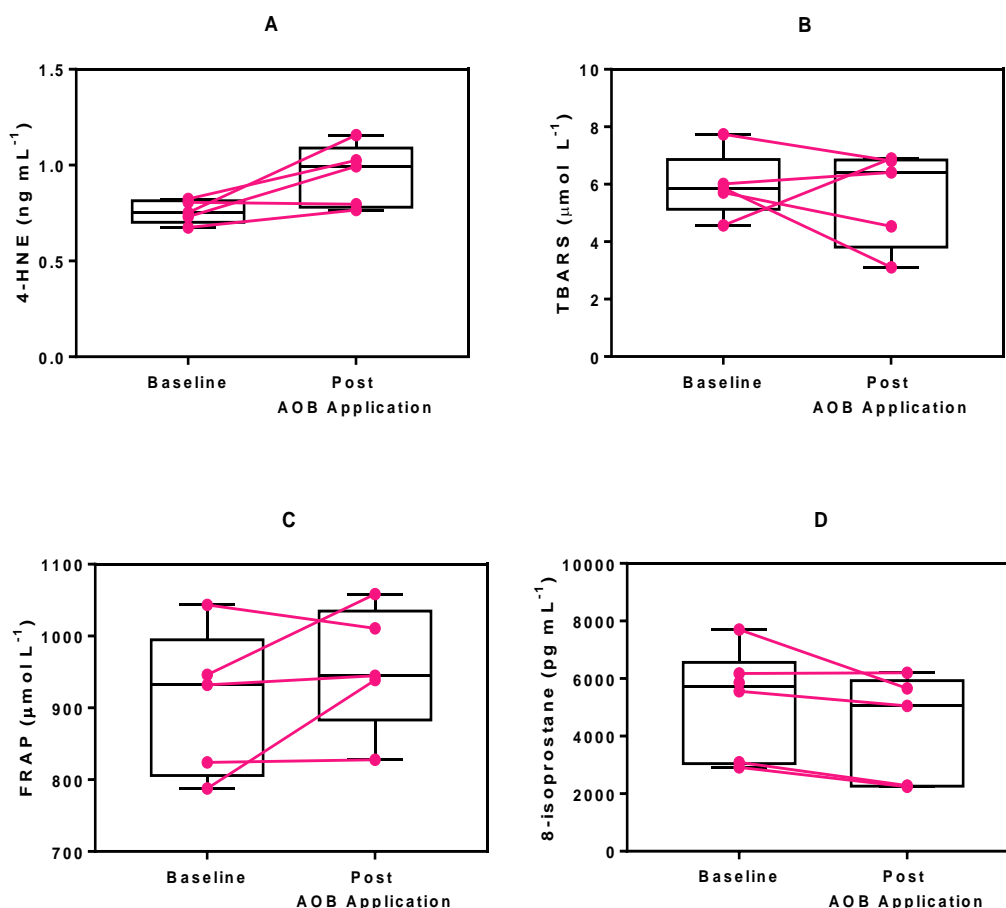 A
4-HNE (ng mL⁻¹)
1.5
1.0
0.5
0.0
Baseline
Post
AOB Application
B
TBARS (μmol L⁻¹)
10
8
6
4
2
0
Baseline
Post
AOB Application
C
FRAP (μmol L⁻¹)
1100
1000
900
800
700
Baseline
Post
AOB Application
D
8-isoprostane (pg mL⁻¹)
10000
8000
6000
4000
2000
0
Baseline
Post
AOB Application